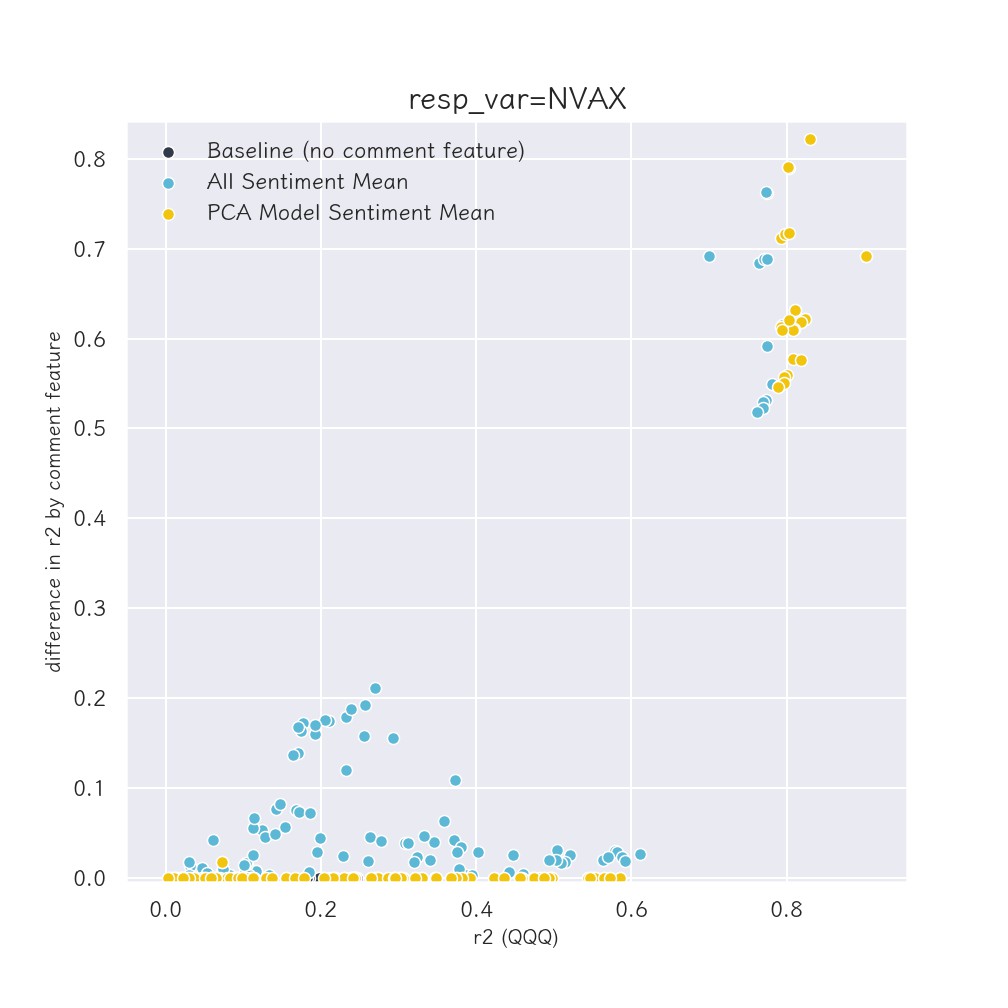 resp_var=NVAX
Baseline (no comment feature)
All Sentiment Mean
PCA Model Sentiment Mean
difference in r2 by comment feature
0.8
0.7
0.6
0.5
0.4
0.3
0.2
0.1
0.0
0.0 0.2 0.4 0.6 0.8
r2 (QQQ)